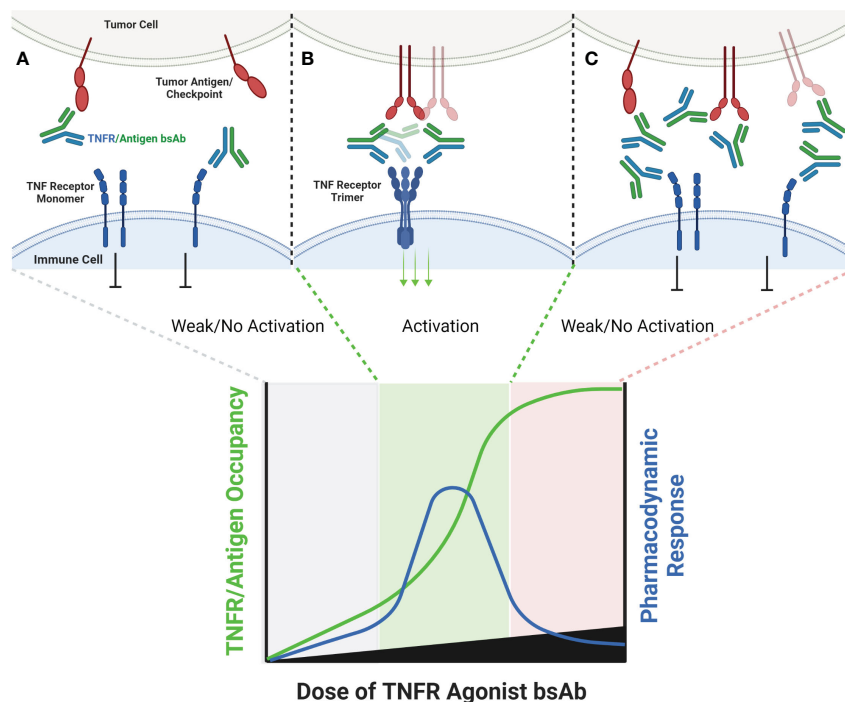 Tumor Cell
A
B
C
Tumor Antigen/
Checkpoint
TNFR/Antigen bsAb
TNF Receptor
Monomer
TNF Receptor
Trimer
Immune Cell
Weak/No Activation
Activation
Weak/No Activation
TNFR/Antigen Occupancy
Pharmacodynamic
Response
Dose of TNFR Agonist bsAb